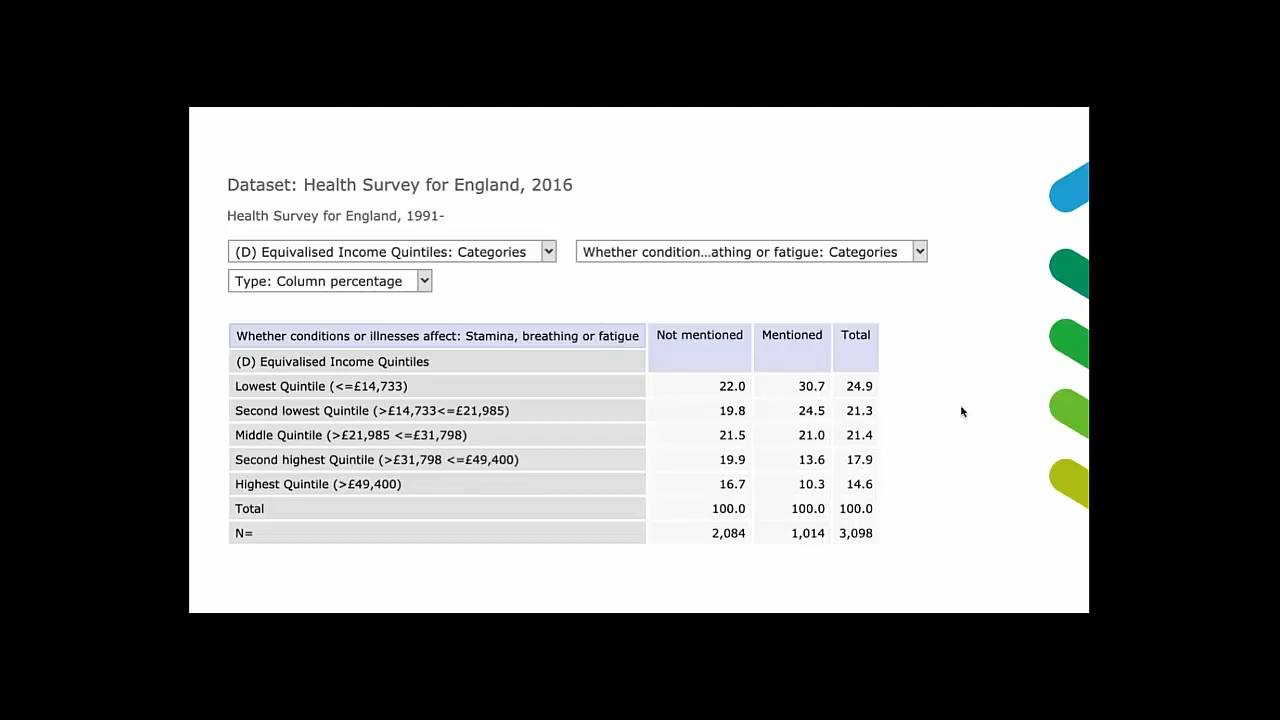 Dataset: Health Survey for England, 2016
Health Survey for England, 1991-
(D) Equivalised Income Quintiles: Categories Whether condition...athing or fatigue: Categories
Type: Column percentage
Whether conditions or illnesses affect: Stamina, breathing or fatigue Not mentioned Mentioned Total
(D) Equivalised Income Quintiles
Lowest Quintile (<=£14,733) 22.0 30.7 24.9
Second lowest Quintile (>£14,733<=£21,985) 19.8 24.5 21.3
Middle Quintile (>£21,985 <=£31,798) 21.5 21.0 21.4
Second highest Quintile (>£31,798 <=£49,400) 19.9 13.6 17.9
Highest Quintile (>£49,400) 16.7 10.3 14.6
Total 100.0 100.0 100.0
N= 2,084 1,014 3,098